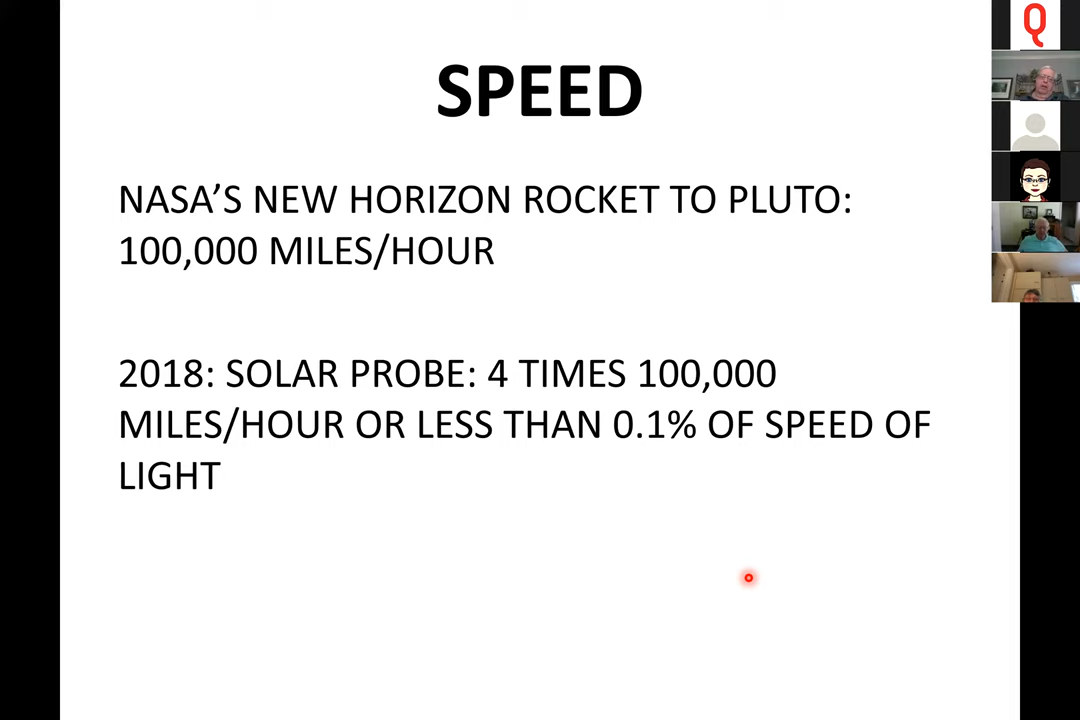 SPEED
Q
NASA’S NEW HORIZON ROCKET TO PLUTO:
100,000 MILES/HOUR
2018: SOLAR PROBE: 4 TIMES 100,000
MILES/HOUR OR LESS THAN 0.1% OF SPEED OF
LIGHT